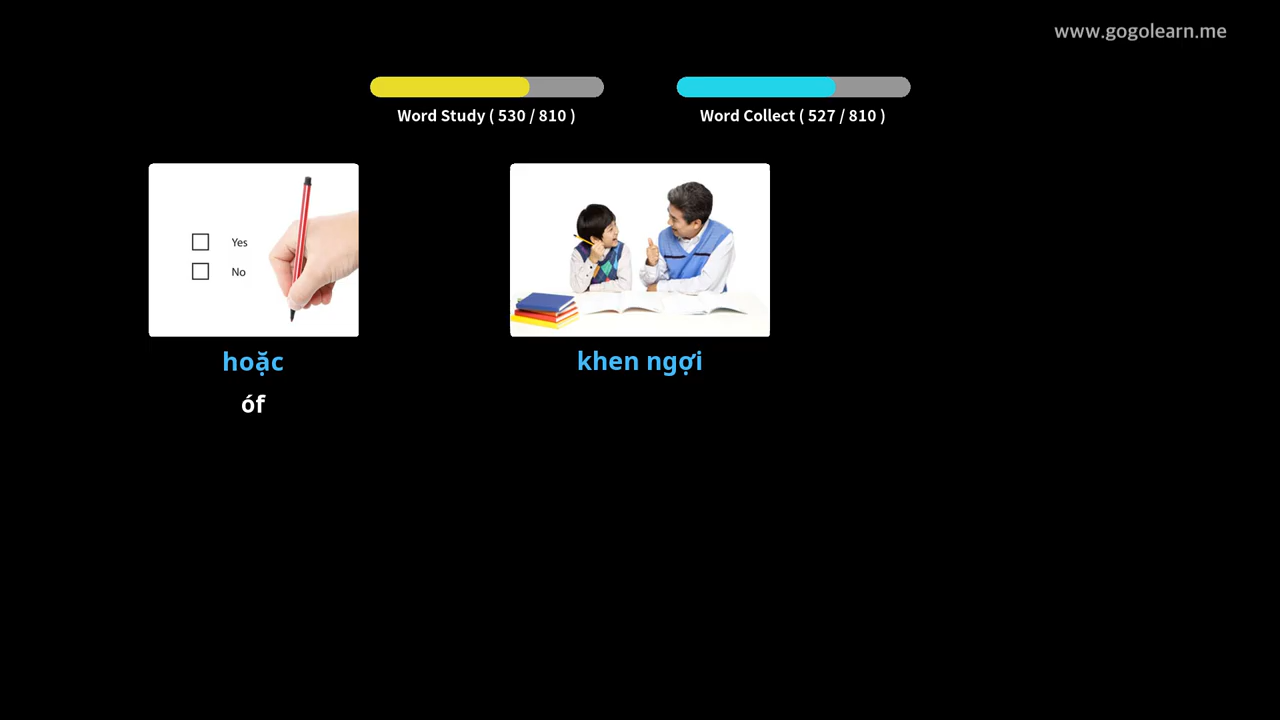 www.gogolearn.me
Word Study ( 530 / 810 )
Word Collect ( 527 / 810 )
Yes
No
hoặc
khen ngợi
óf